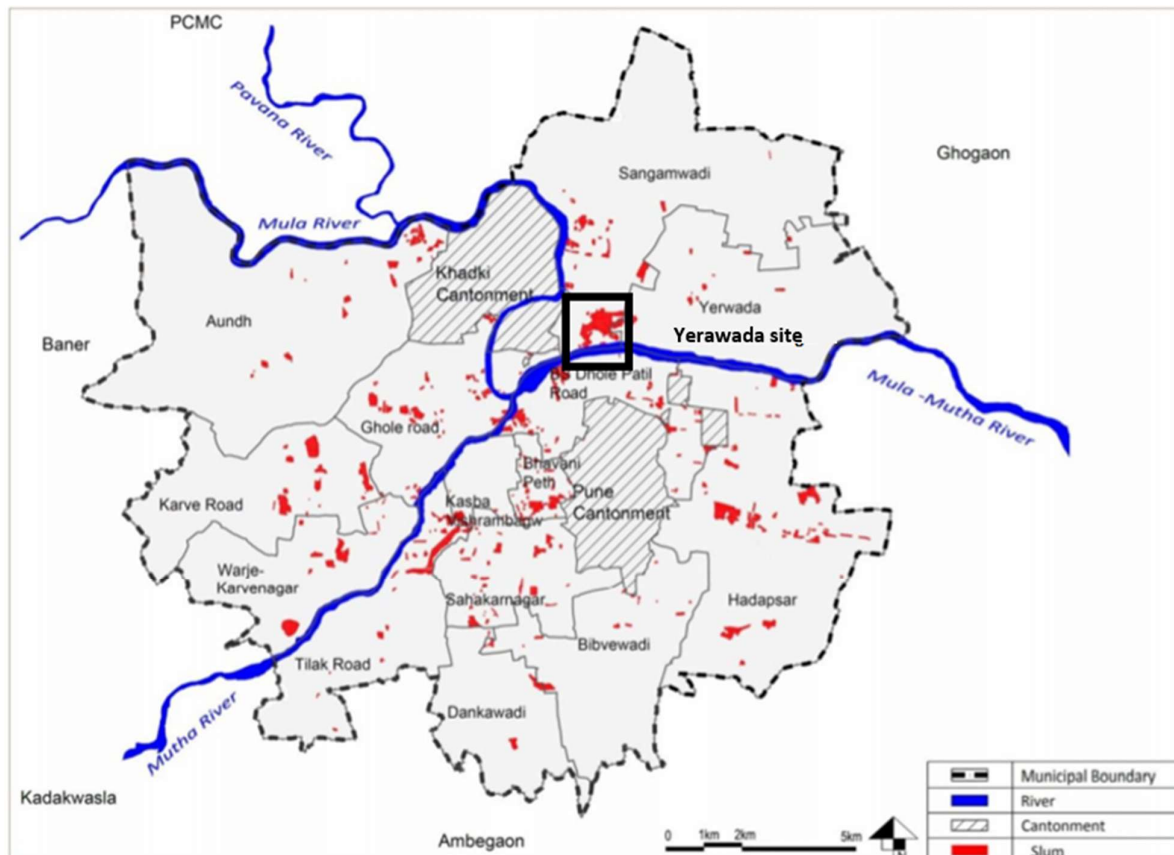 PCMC
Pavana River
Ghogaon
Sangamwadi
Mula River
Khadki
Cantonment
Yerwada
Aundh
Yerawada site
Baner
Dhole Patil
Road
Mula -Mutha River
Ghole road
Bhavani
Peth
Pune
Cantonment
Karve Road
Kasba
Warje-
Karvenagar
Sahakarnagar
Hadapsar
Bibvewadi
Tilak Road
Dankawadi
Mutha River
Kadakwasla
Ambegaon
0 1km 2km 5km
Municipal Boundary
River
Cantonment
Slum